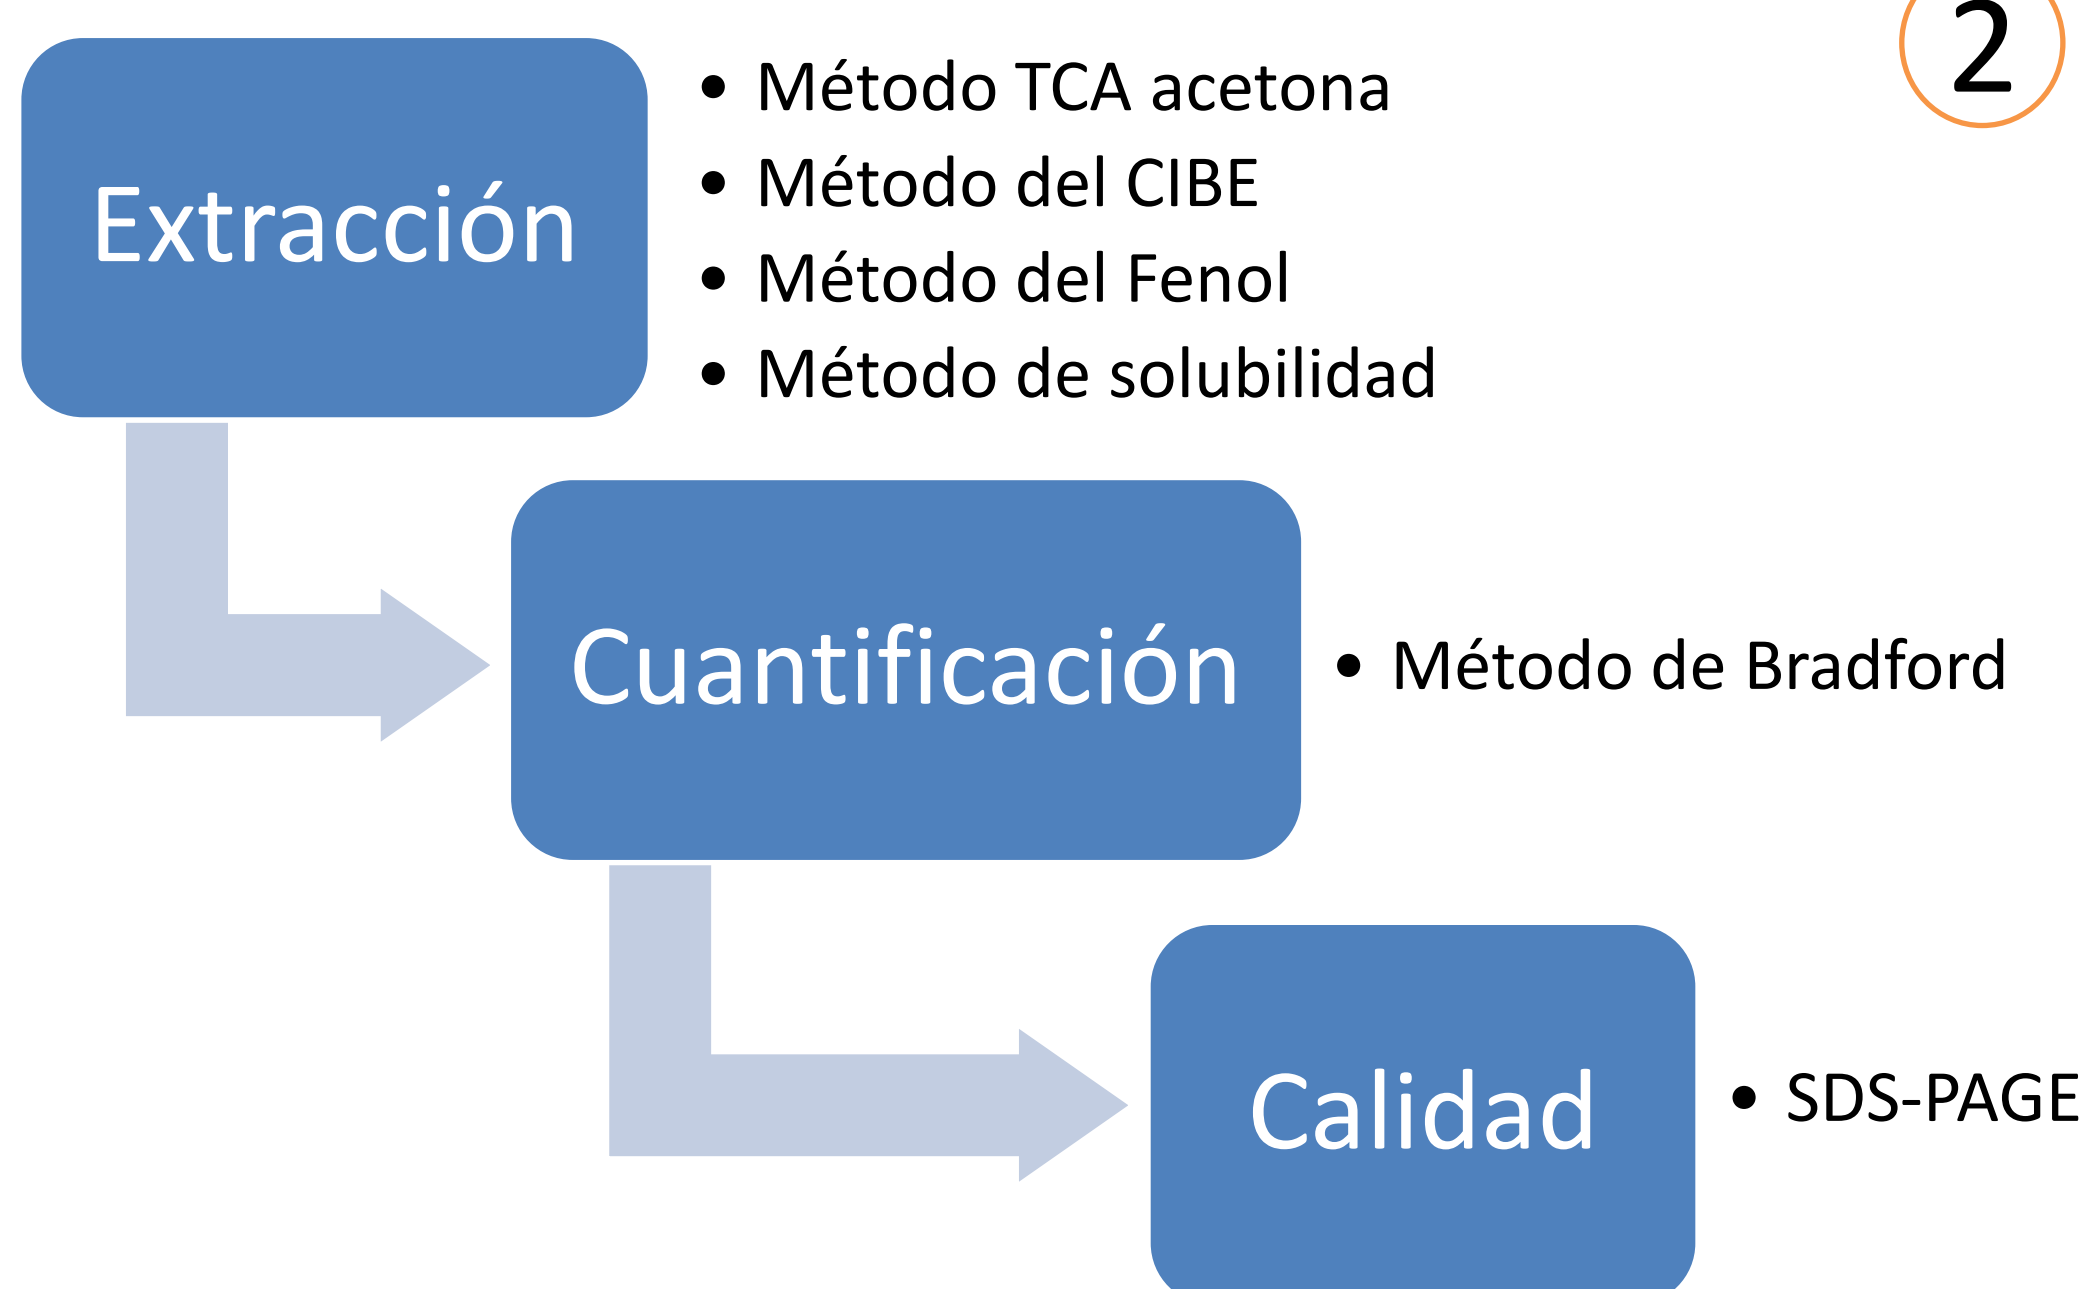 2
Extracción
• Método TCA acetona
• Método del CIBE
• Método del Fenol
• Método de solubilidad
Cuantificación
• Método de Bradford
Calidad
• SDS-PAGE